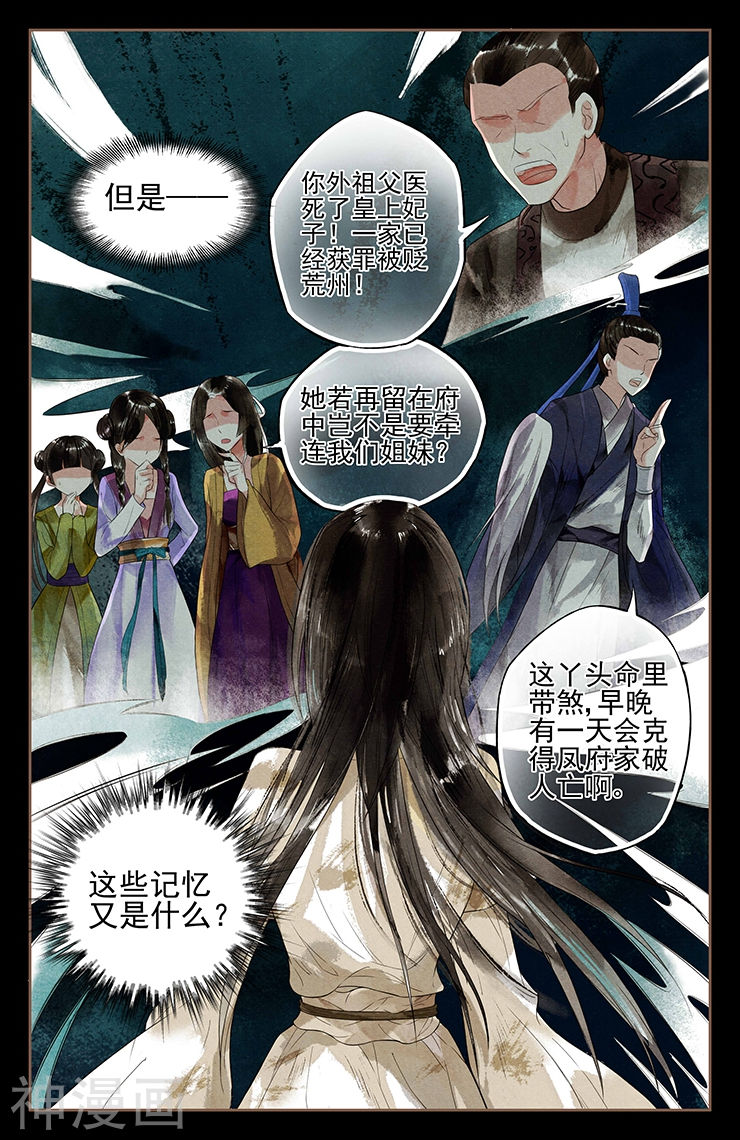 但是——
你外祖父医
死了皇上妃
子！一家已
经获罪被贬
荒州！
她若再留在府
中岂不是要牵
连我们姐妹？
这丫头命里
带煞,早晚
有一天会克
得凤府家破
人亡啊。
这些记忆
又是什么？
神漫画